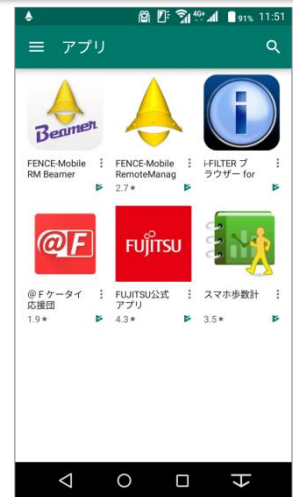 4G+ 91% 11:51
アプリ
Beamer
FENCE-Mobile
RM Beamer
FENCE-Mobile
RemoteManag
2.7★
i-FILTER ブ
ラウザー for
@F
FUJITSU
@Fケータイ
応援団
1.9★
FUJITSU公式
アプリ
4.3★
スマホ歩数計
3.5★